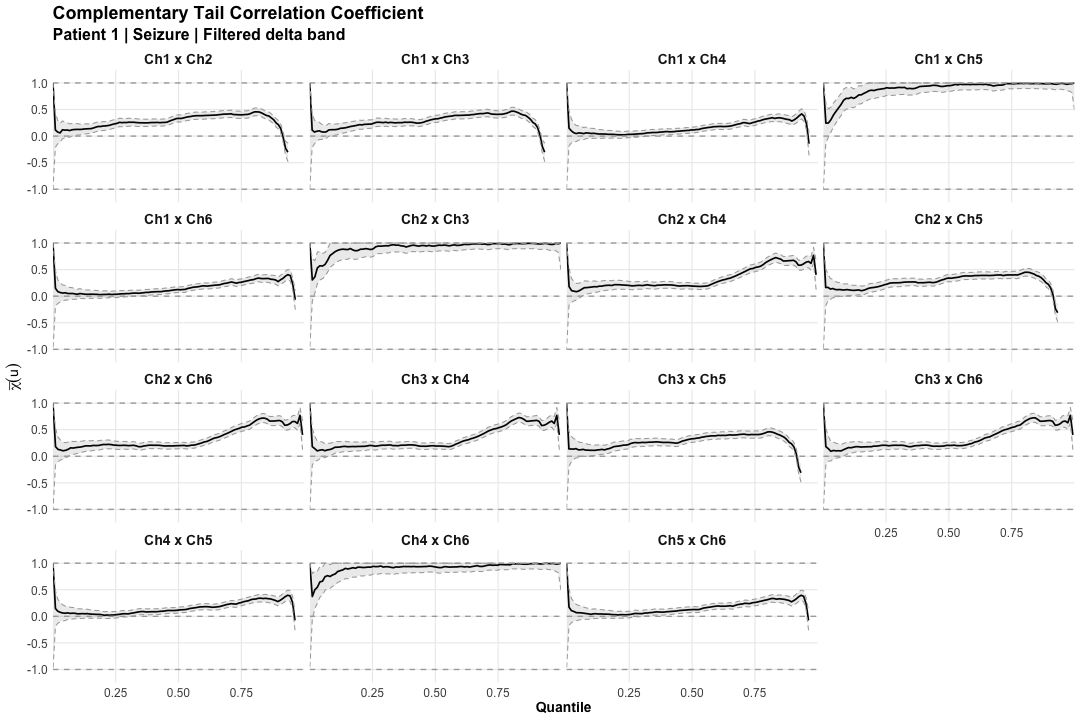 Complementary Tail Correlation Coefficient
Patient 1 | Seizure | Filtered delta band
Ch1 x Ch2
Ch1 x Ch3
Ch1 x Ch4
Ch1 x Ch5
1.0
0.5
0.0
-0.5
-1.0
Ch1 x Ch6
Ch2 x Ch3
Ch2 x Ch4
Ch2 x Ch5
1.0
0.5
0.0
-0.5
-1.0
χ̅(u)
Ch2 x Ch6
Ch3 x Ch4
Ch3 x Ch5
Ch3 x Ch6
1.0
0.5
0.0
-0.5
-1.0
0.25 0.50 0.75
Ch4 x Ch5
Ch4 x Ch6
Ch5 x Ch6
1.0
0.5
0.0
-0.5
-1.0
0.25 0.50 0.75
0.25 0.50 0.75
0.25 0.50 0.75
Quantile